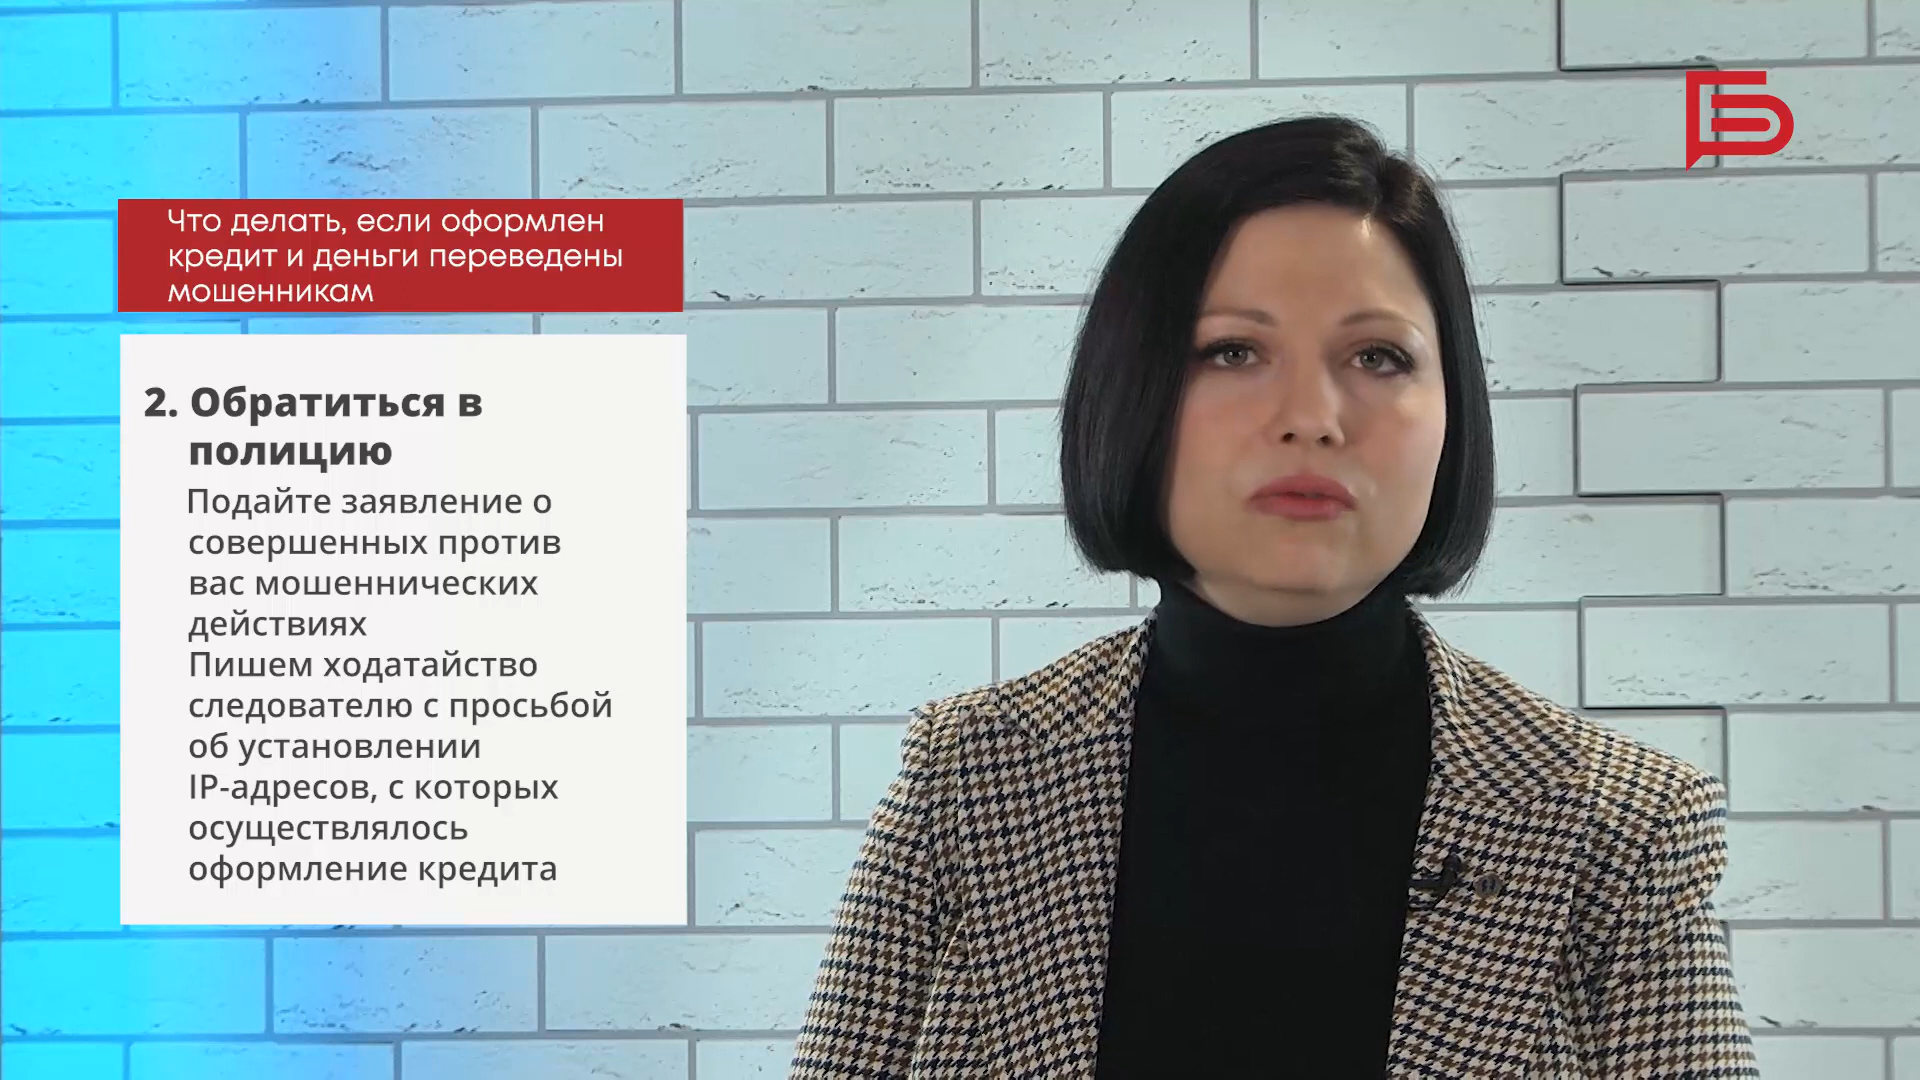 Что делать, если оформлен
кредит и деньги переведены
мошенникам
2. Обратиться в
полицию
Подайте заявление о
совершенных против
вас мошеннических
действиях
Пишем ходатайство
следователю с просьбой
об установлении
IP-адресов, с которых
осуществлялось
оформление кредита